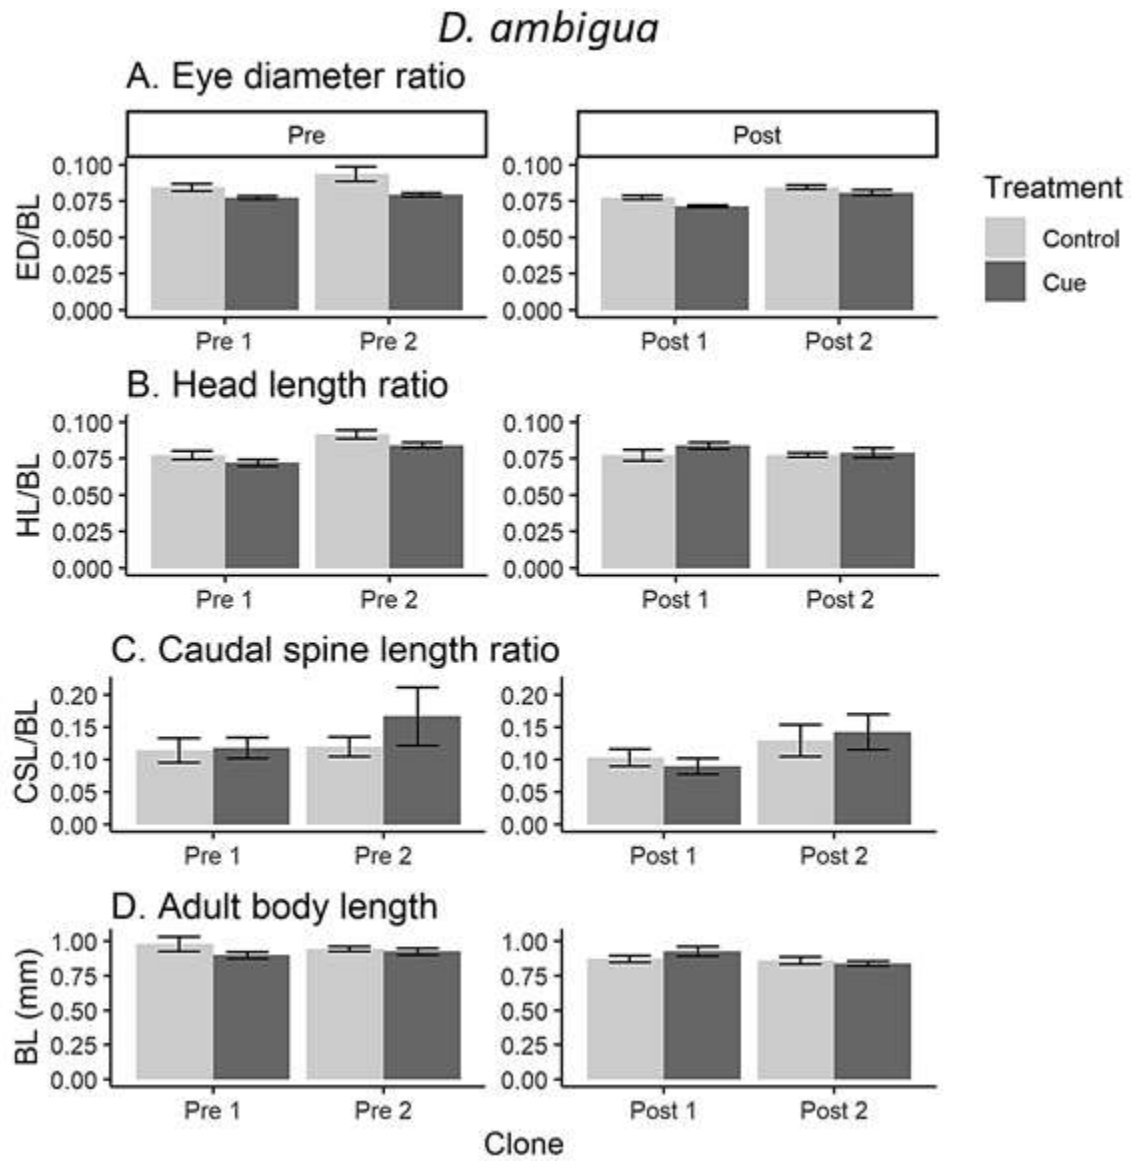 D. ambigua
A. Eye diameter ratio
Pre
Post
ED/BL
0.100
0.075
0.050
0.025
0.000
0.100
0.075
0.050
0.025
0.000
Pre 1
Pre 2
Post 1
Post 2
Treatment
Control
Cue
B. Head length ratio
HL/BL
0.100
0.075
0.050
0.025
0.000
0.100
0.075
0.050
0.025
0.000
Pre 1
Pre 2
Post 1
Post 2
C. Caudal spine length ratio
CSL/BL
0.20
0.15
0.10
0.05
0.00
0.20
0.15
0.10
0.05
0.00
Pre 1
Pre 2
Post 1
Post 2
D. Adult body length
BL (mm)
1.00
0.75
0.50
0.25
0.00
1.00
0.75
0.50
0.25
0.00
Pre 1
Pre 2
Post 1
Post 2
Clone